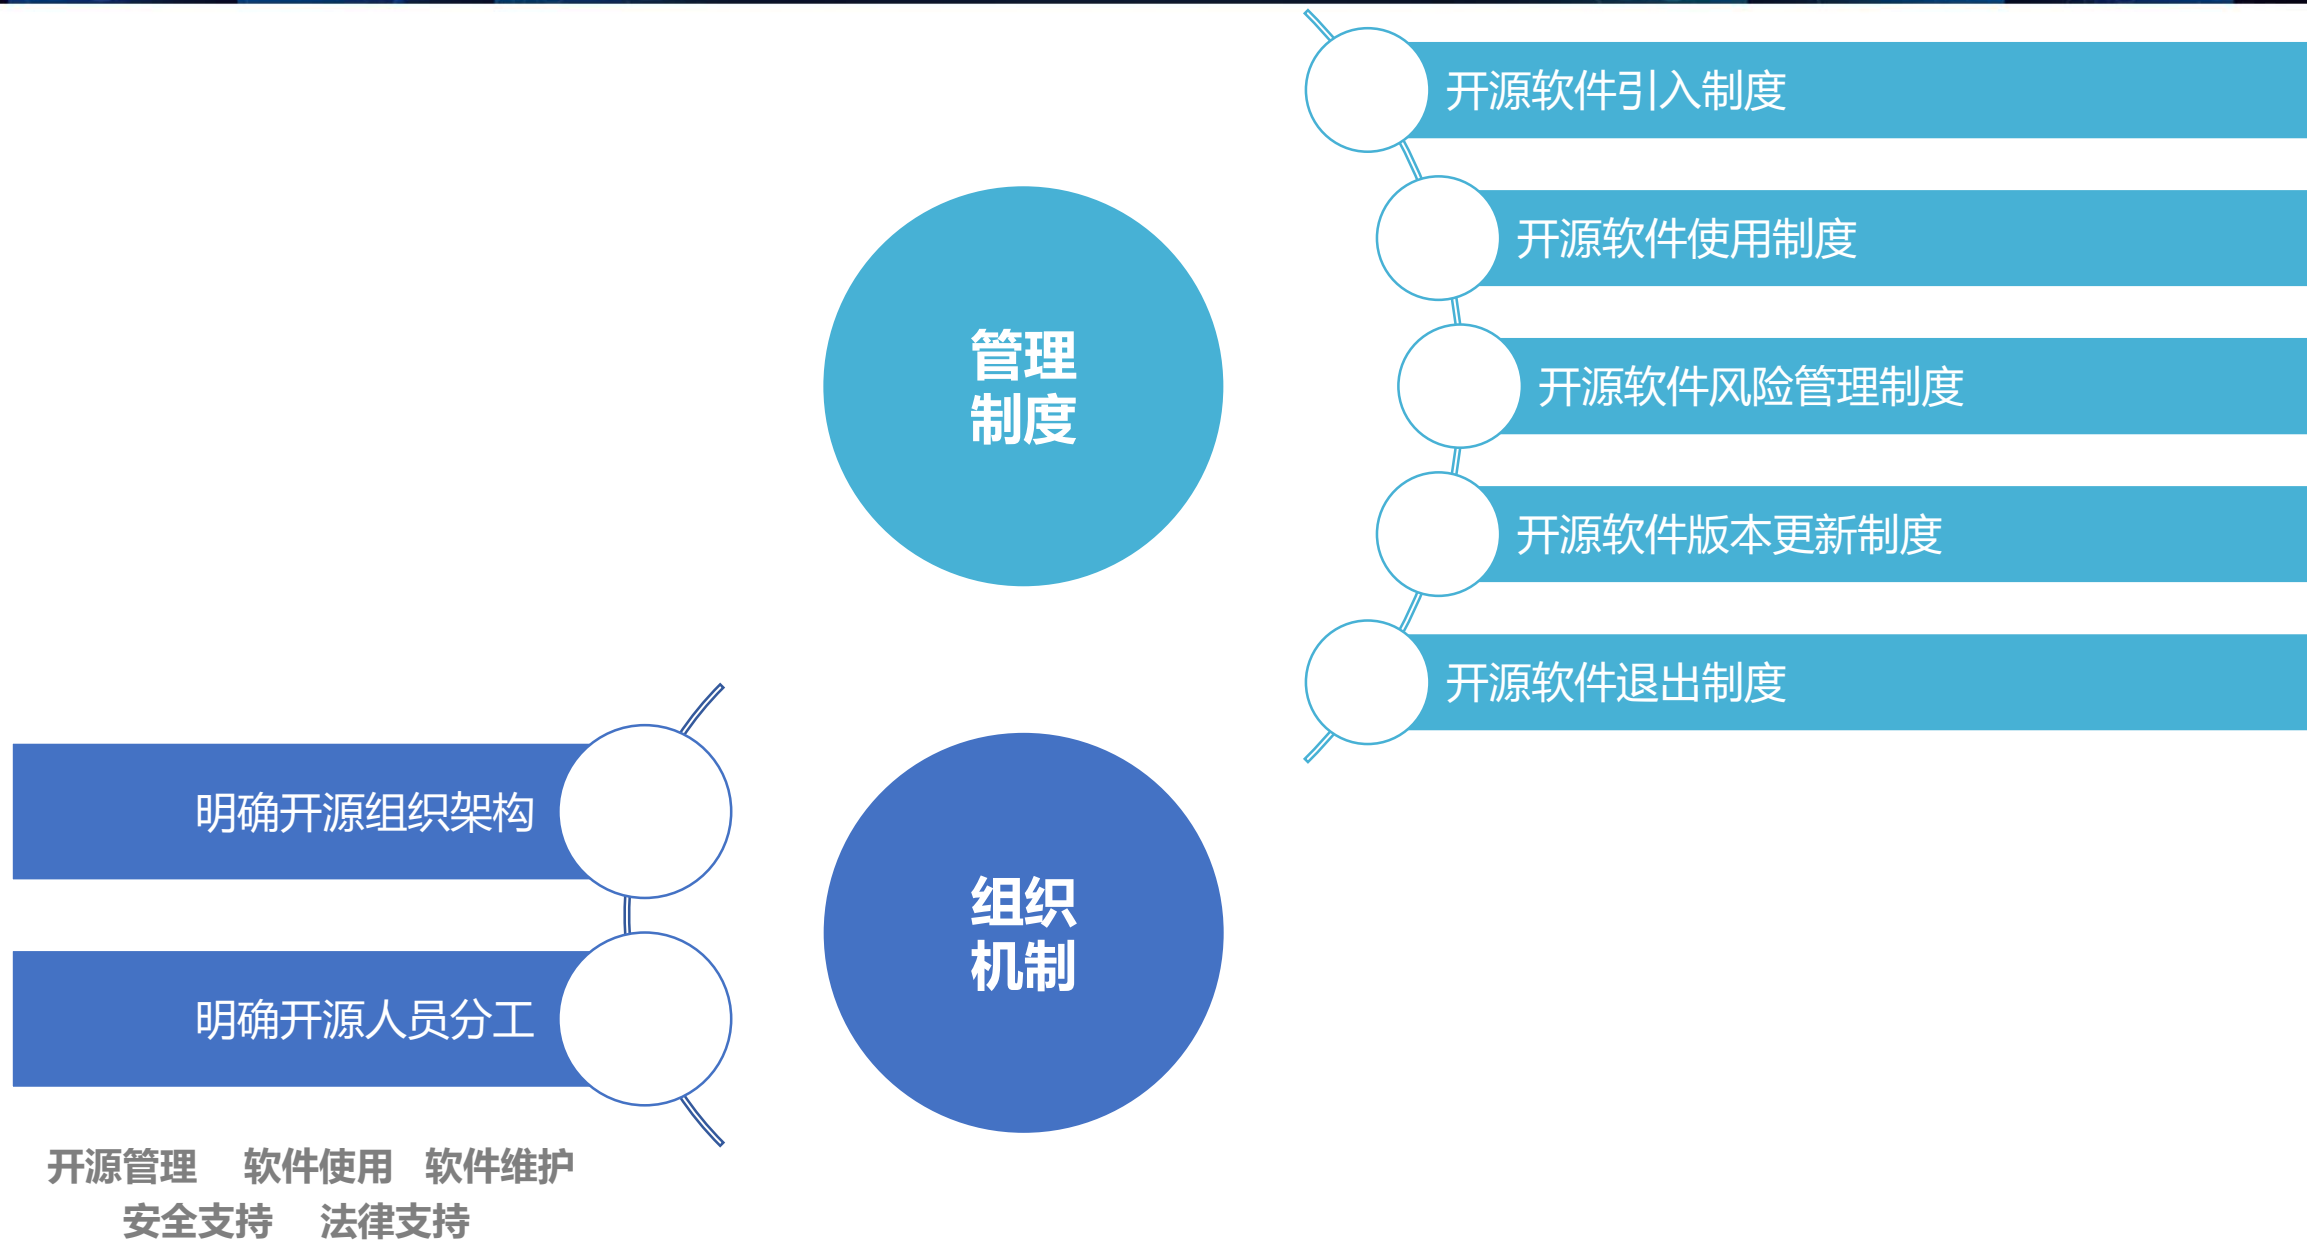 开源软件引入制度
开源软件使用制度
管理
制度
开源软件风险管理制度
开源软件版本更新制度
开源软件退出制度
明确开源组织架构
组织
机制
明确开源人员分工
开源管理 软件使用 软件维护
安全支持 法律支持